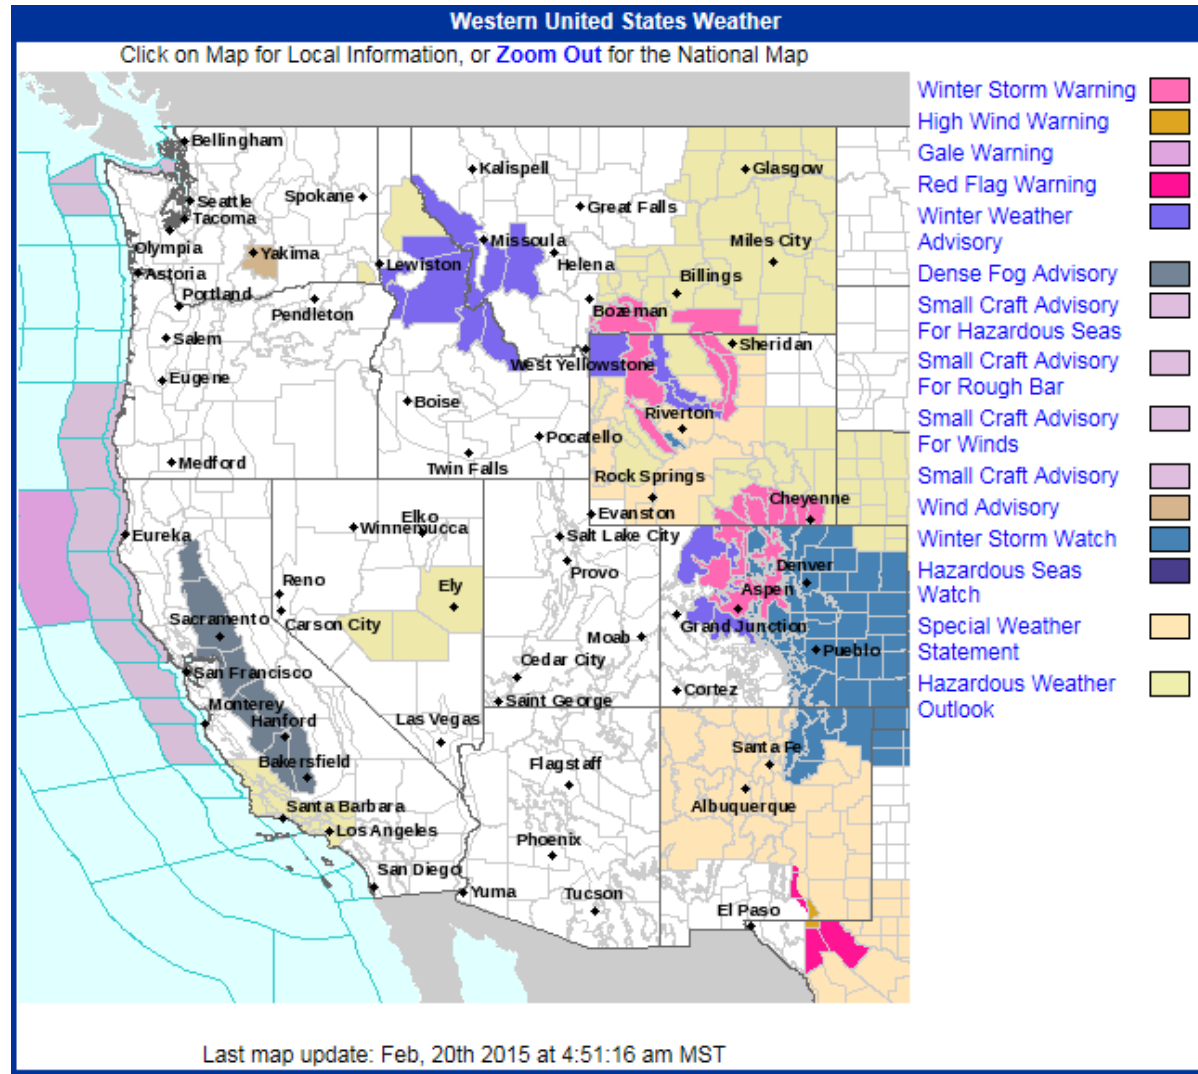 Western United States Weather
Click on Map for Local Information, or Zoom Out for the National Map
Winter Storm Warning
High Wind Warning
Gale Warning
Red Flag Warning
Winter Weather
Advisory
Dense Fog Advisory
Small Craft Advisory
For Hazardous Seas
Small Craft Advisory
For Rough Bar
Small Craft Advisory
For Winds
Small Craft Advisory
Wind Advisory
Winter Storm Watch
Hazardous Seas
Watch
Special Weather
Statement
Hazardous Weather
Outlook
Bellingham
Kalispell
Glasgow
Spokane
Seattle
Great Falls
Tacoma
Olympia
Yakima
Missoula
Miles City
Lewiston
Helena
Astoria
Billings
Portland
Pendleton
Bozeman
Salem
Sheridan
West Yellowstone
Eugene
Boise
Riverton
Pocatello
Medford
Twin Falls
Rock Springs
Cheyenne
Elko
Evanston
Winnemucca
Eureka
Salt Lake City
Provo
Denver
Reno
Ely
Aspen
Sacramento
Carson City
Grand Junction
Moab
Pueblo
Cedar City
San Francisco
Cortez
Monterey
Saint George
Hanford
Las Vegas
Santa Fe
Bakersfield
Flagstaff
Santa Barbara
Albuquerque
Los Angeles
Phoenix
San Diego
Yuma
Tucson
El Paso
Last map update: Feb, 20th 2015 at 4:51:16 am MST